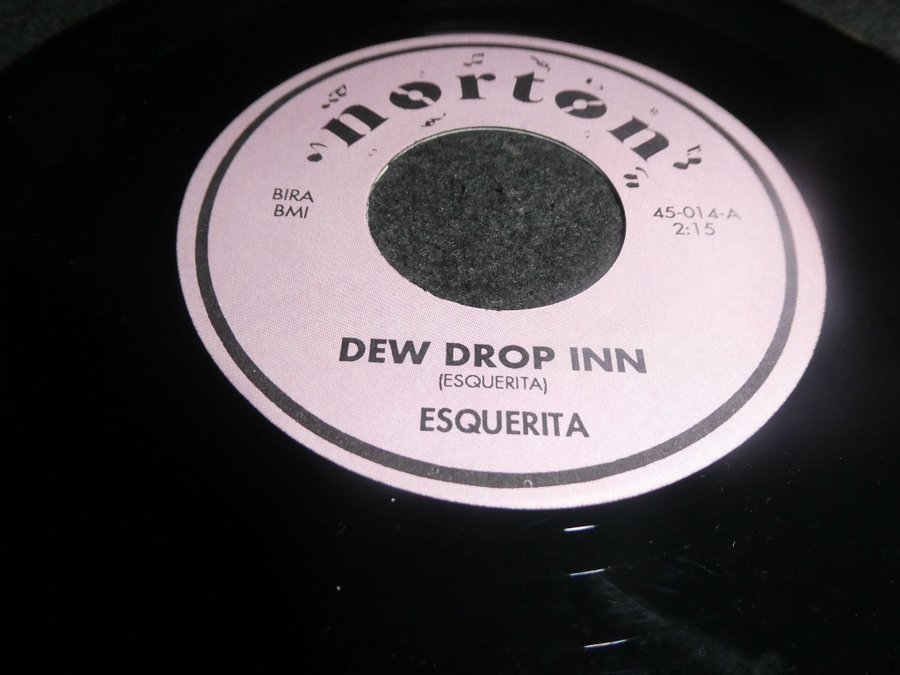 norton
BIRA
BMI
45-014-A
2:15
DEW DROP INN
(ESQUERITA)
ESQUERITA